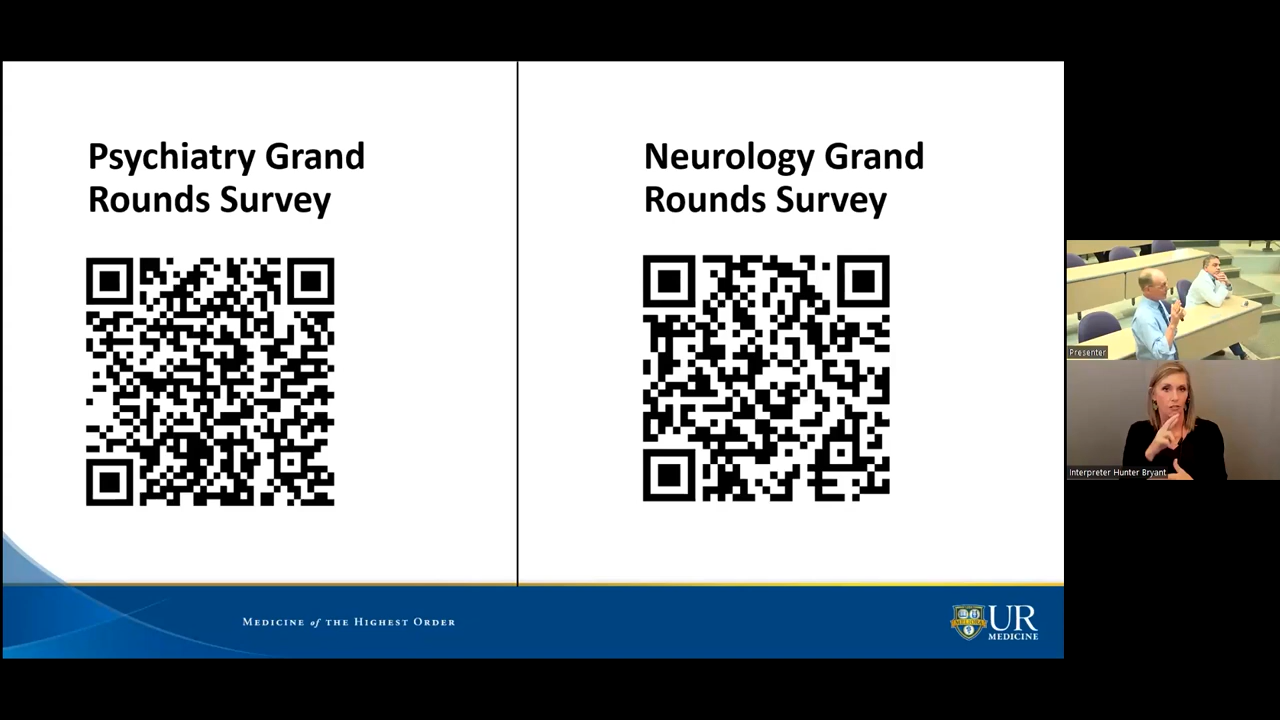 Psychiatry Grand
Rounds Survey
Neurology Grand
Rounds Survey
Presenter
Interpreter Hunter Bryant
MEDICINE of THE HIGHEST ORDER
MELIORA
UR
MEDICINE